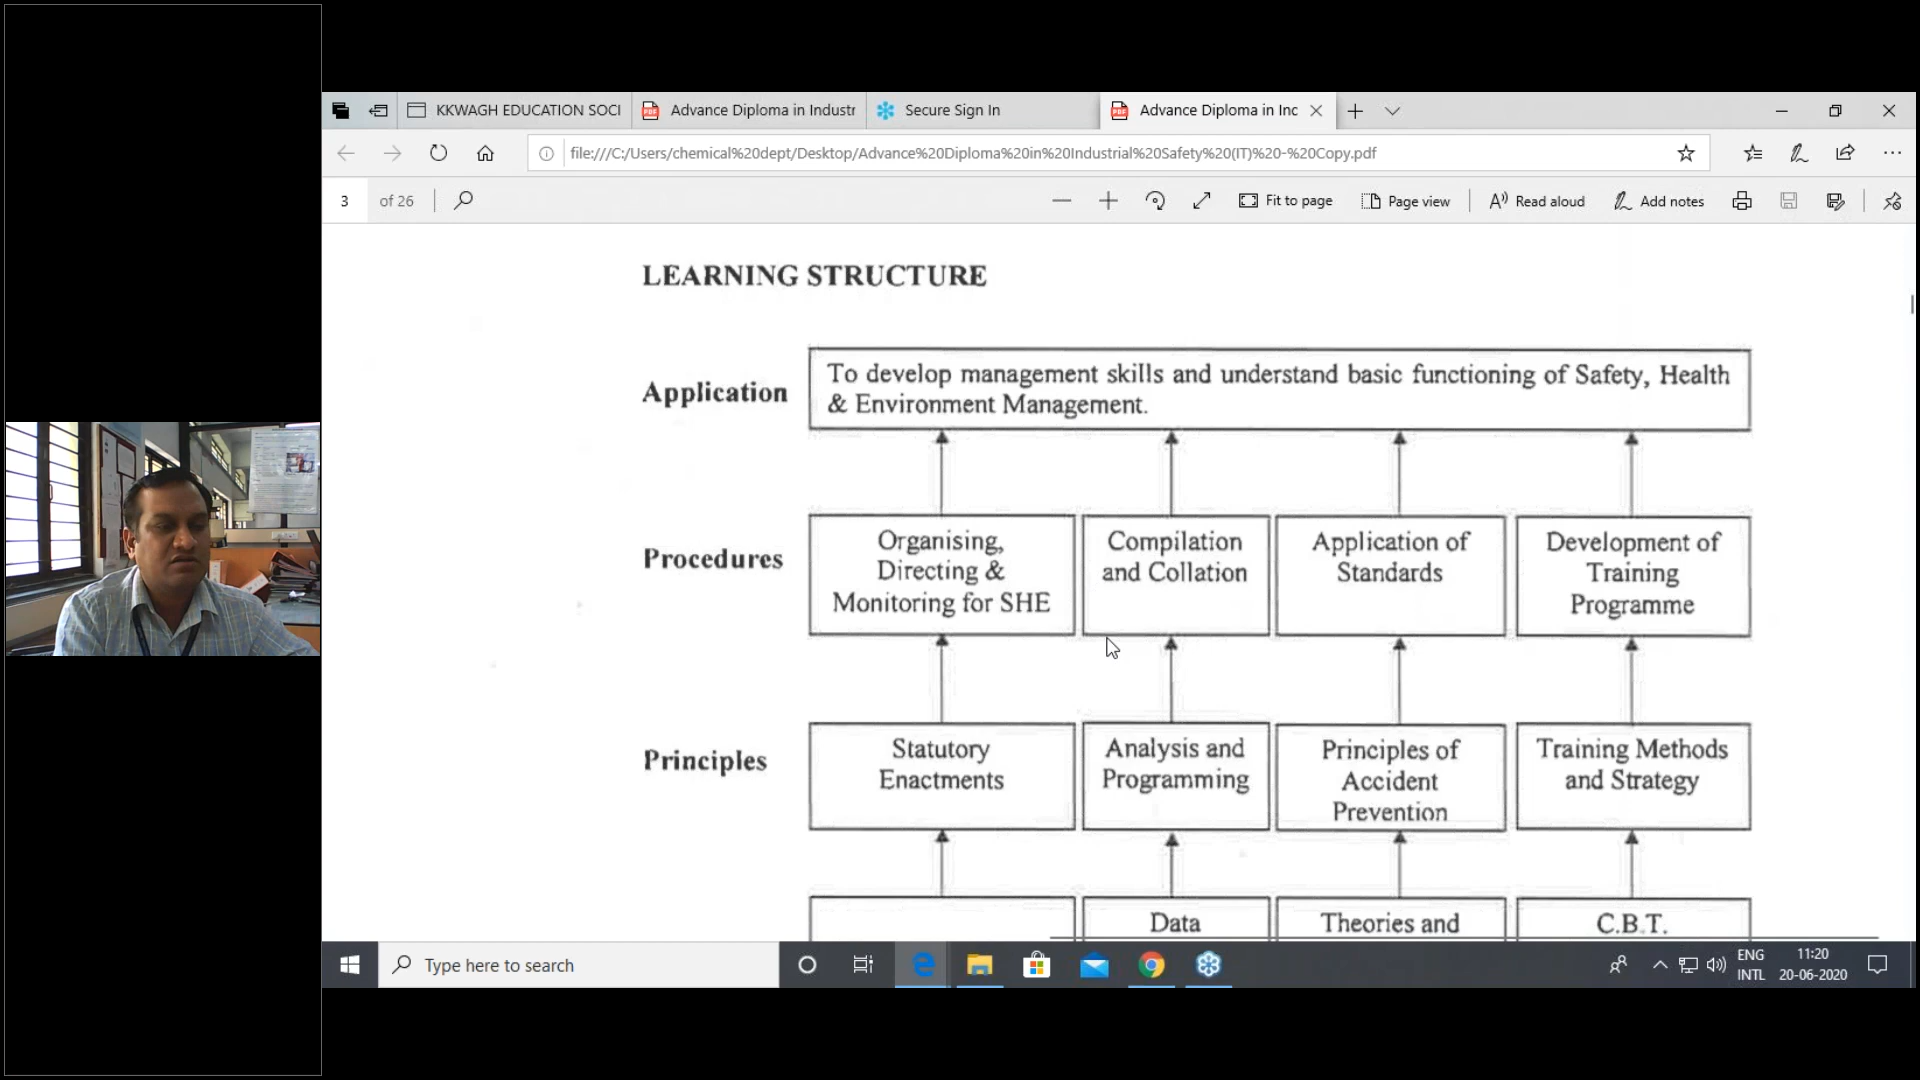 KKWAGH EDUCATION SOCI
Advance Diploma in Industr
Secure Sign In
Advance Diploma in Inc
file:///C:/Users/chemical%20dept/Desktop/Advance%20Diploma%20in%20Industrial%20Safety%20(IT)%20-%20Copy.pdf
3 of 26
Fit to page
Page view
Read aloud
Add notes
LEARNING STRUCTURE
Application
To develop management skills and understand basic functioning of Safety, Health
& Environment Management.
Procedures
Organising,
Directing &
Monitoring for SHE
Compilation
and Collation
Application of
Standards
Development of
Training
Programme
Principles
Statutory
Enactments
Analysis and
Programming
Principles of
Accident
Prevention
Training Methods
and Strategy
Data
Theories and
C.B.T.
Type here to search
ENG
INTL
11:20
20-06-2020